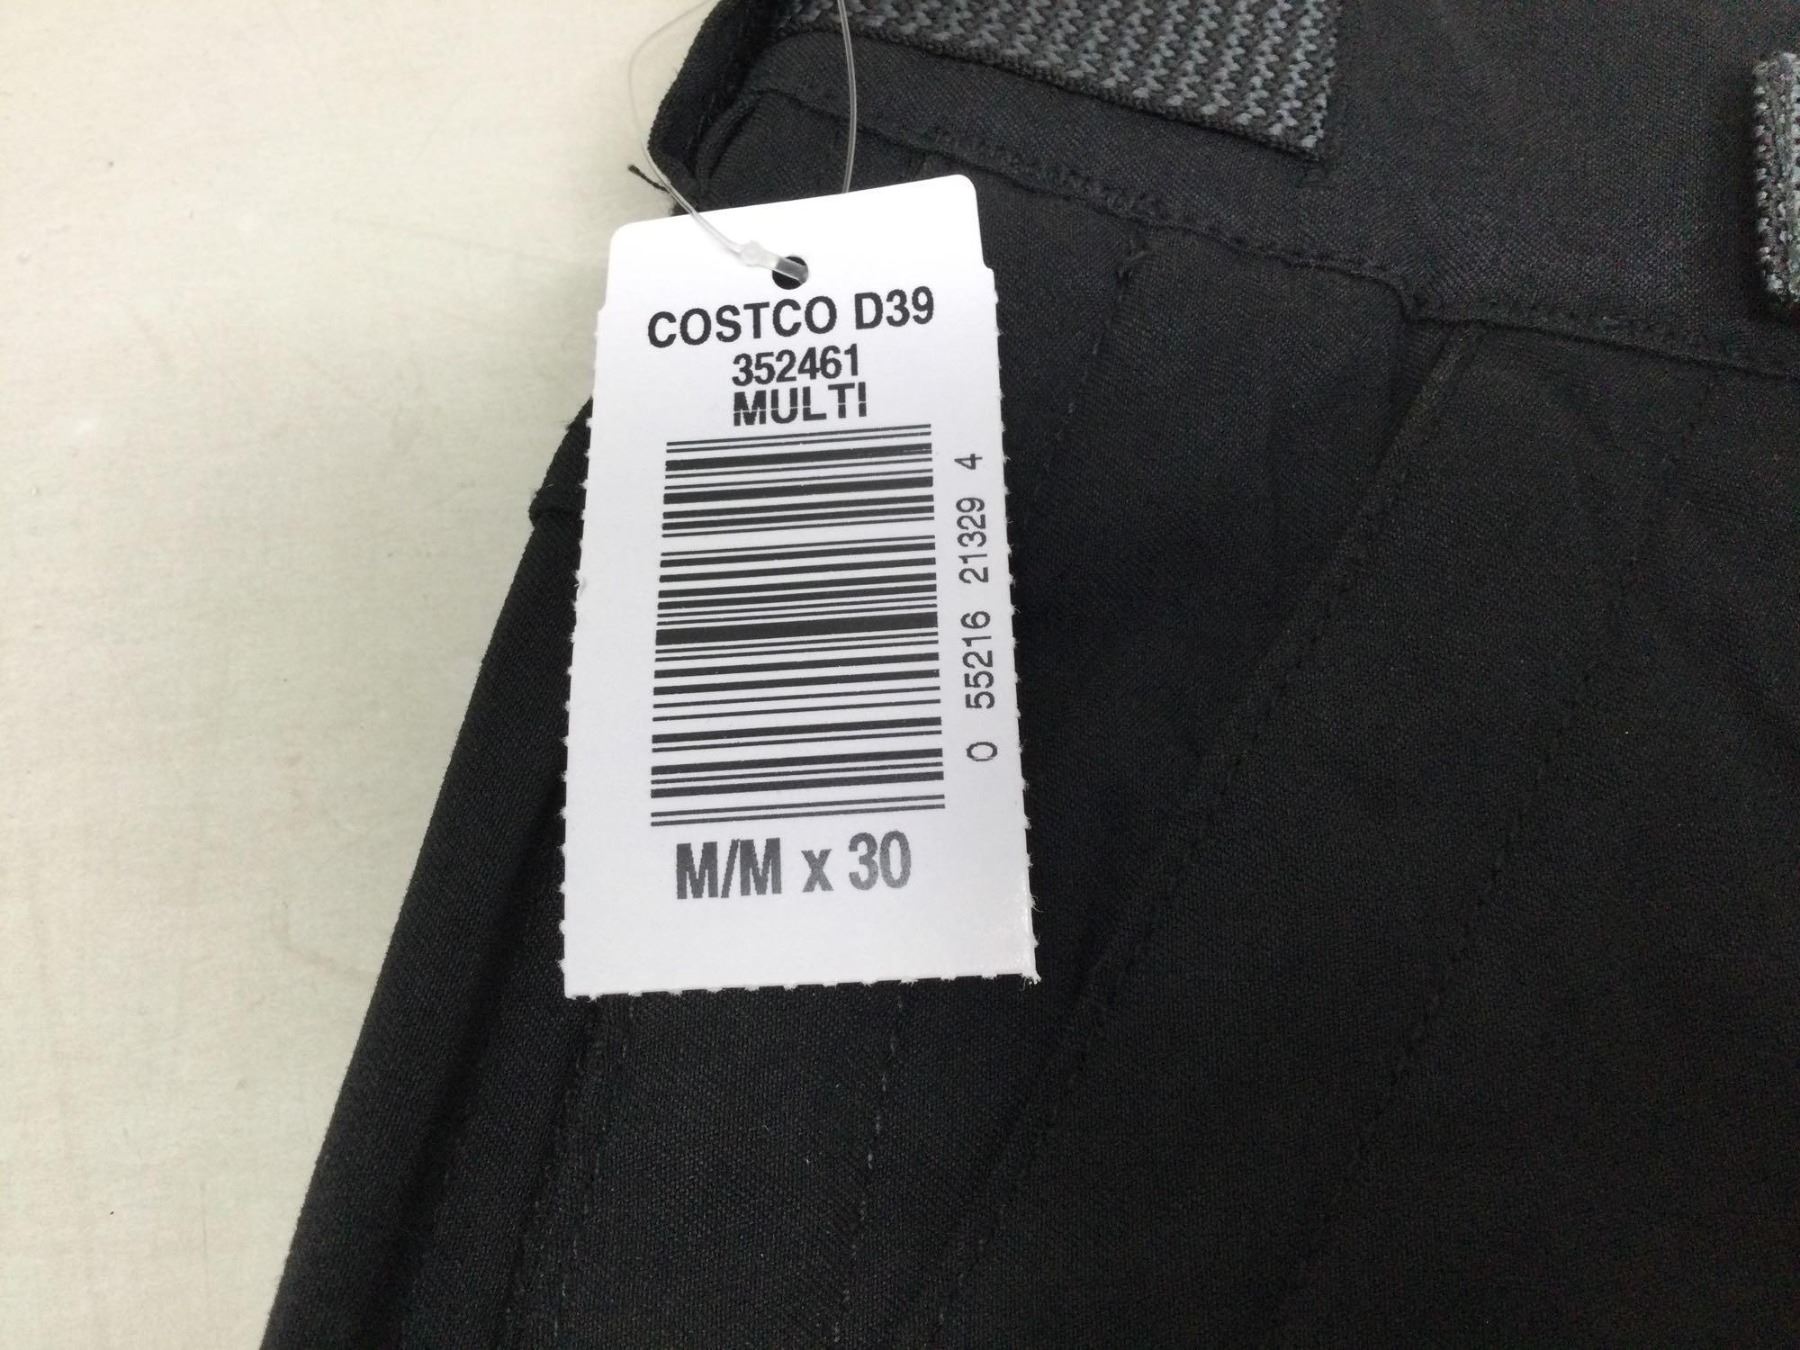 COSTCO D39
352461
MULTI
0 55216 21329 4
M/M x 30